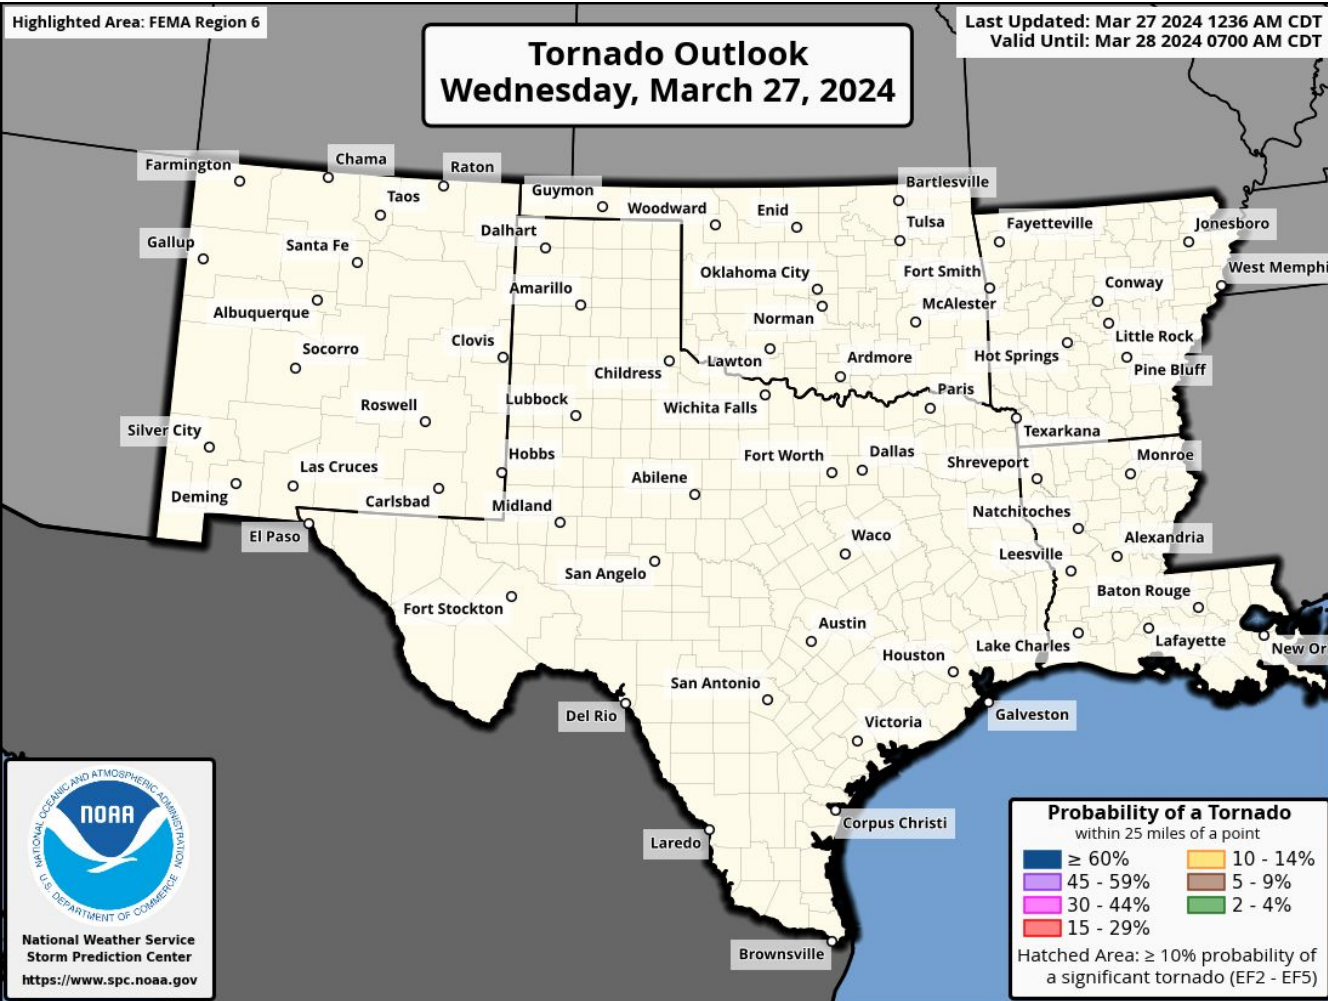 Highlighted Area: FEMA Region 6
Last Updated: Mar 27 2024 1236 AM CDT
Valid Until: Mar 28 2024 0700 AM CDT
Tornado Outlook
Wednesday, March 27, 2024
Farmington
Chama
Raton
Taos
Guymon
Woodward
Enid
Bartlesville
Tulsa
Fayetteville
Jonesboro
Gallup
Santa Fe
Dalhart
Oklahoma City
Fort Smith
West Memphi
Amarillo
Conway
Albuquerque
Norman
McAlester
Little Rock
Socorro
Clovis
Childress
Lawton
Ardmore
Hot Springs
Pine Bluff
Roswell
Lubbock
Wichita Falls
Paris
Texarkana
Silver City
Las Cruces
Hobbs
Abilene
Fort Worth
Dallas
Shreveport
Monroe
Deming
Carlsbad
Midland
Natchitoches
El Paso
Waco
Leesville
Alexandria
San Angelo
Baton Rouge
Fort Stockton
Austin
Lake Charles
Lafayette
New Or
Houston
San Antonio
Del Rio
Victoria
Galveston
Corpus Christi
Laredo
Brownsville
NATIONAL OCEANIC AND ATMOSPHERIC ADMINISTRATION
NOAA
U.S. DEPARTMENT OF COMMERCE
National Weather Service
Storm Prediction Center
https://www.spc.noaa.gov
Probability of a Tornado
within 25 miles of a point
≥ 60%
45 - 59%
30 - 44%
15 - 29%
10 - 14%
5 - 9%
2 - 4%
Hatched Area: ≥ 10% probability of
a significant tornado (EF2 - EF5)